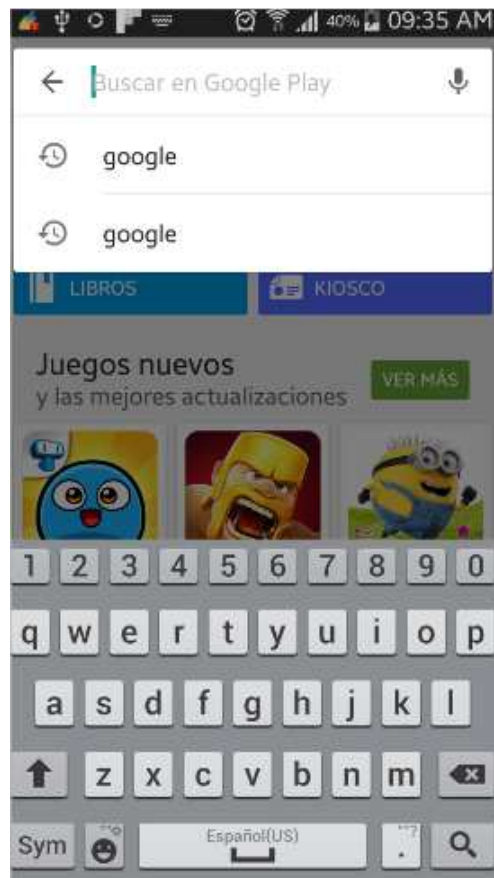 40% 09:35 AM
Buscar en Google Play
google
google
LIBROS KIOSCO
Juegos nuevos
y las mejores actualizaciones
VER MÁS
1 2 3 4 5 6 7 8 9 0
q w e r t y u i o p
a s d f g h j k l
z x c v b n m
Sym Español(US) . ?